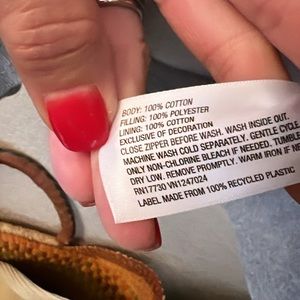 BODY: 100% COTTON
FILLING: 100% POLYESTER
LINING: 100% COTTON
EXCLUSIVE OF DECORATION
CLOSE ZIPPER BEFORE WASH. WASH INSIDE OUT.
MACHINE WASH COLD SEPARATELY. GENTLE CYCLE.
ONLY NON-CHLORINE BLEACH IF NEEDED. TUMBLE
DRY LOW. REMOVE PROMPTLY. WARM IRON IF NE
RN17730 VN1247024
LABEL MADE FROM 100% RECYCLED PLASTIC